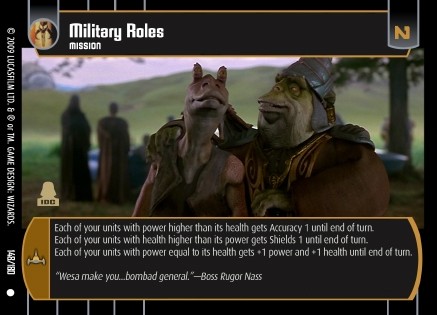 Military Roles
MISSION
N
© 2009 LUCASFILM LTD. & ® or TM. GAME DESIGN: WIZARDS.
149/180
Each of your units with power higher than its health gets Accuracy 1 until end of turn.
Each of your units with health higher than its power gets Shields 1 until end of turn.
Each of your units with power equal to its health gets +1 power and +1 health until end of turn.
"Wesa make you...bombad general."—Boss Rugor Nass